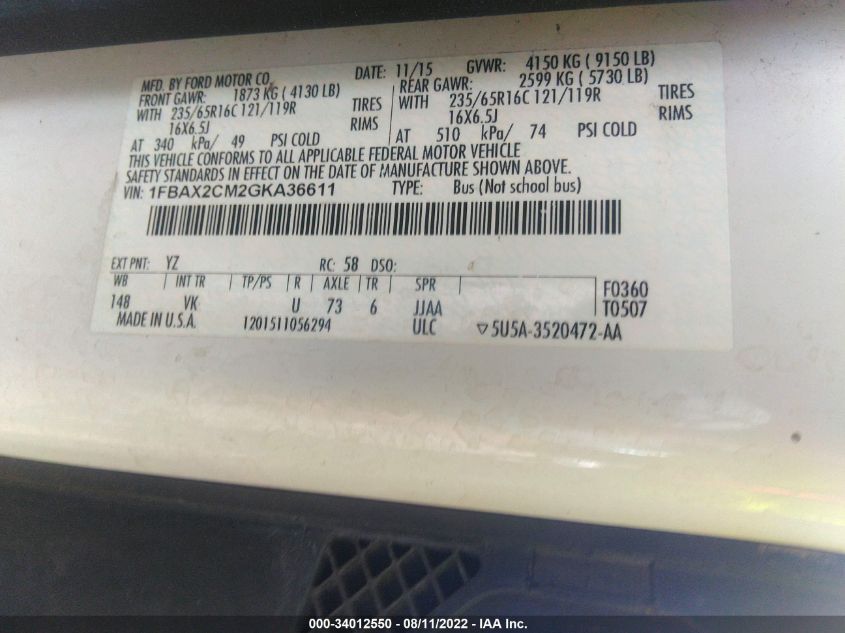 MFD. BY FORD MOTOR CO. DATE: 11/15 GVWR: 4150 KG ( 9150 LB)
FRONT GAWR: 1873 KG ( 4130 LB) REAR GAWR: 2599 KG ( 5730 LB)
WITH 235/65R16C 121/119R TIRES WITH 235/65R16C 121/119R TIRES
16X6.5J RIMS 16X6.5J RIMS
AT 340 kPa/ 49 PSI COLD AT 510 kPa/ 74 PSI COLD
THIS VEHICLE CONFORMS TO ALL APPLICABLE FEDERAL MOTOR VEHICLE
SAFETY STANDARDS IN EFFECT ON THE DATE OF MANUFACTURE SHOWN ABOVE.
VIN: 1FBAX2CM2GKA36611 TYPE: Bus (Not school bus)
EXT PNT: YZ RC: 58 DSO:
WB INT TR TP/PS R AXLE TR SPR F0360
148 VK U 73 6 JJAA T0507
MADE IN U.S.A. 1201511056294 ULC ▽5U5A-3520472-AA
000-34012550 - 08/11/2022 - IAA Inc.